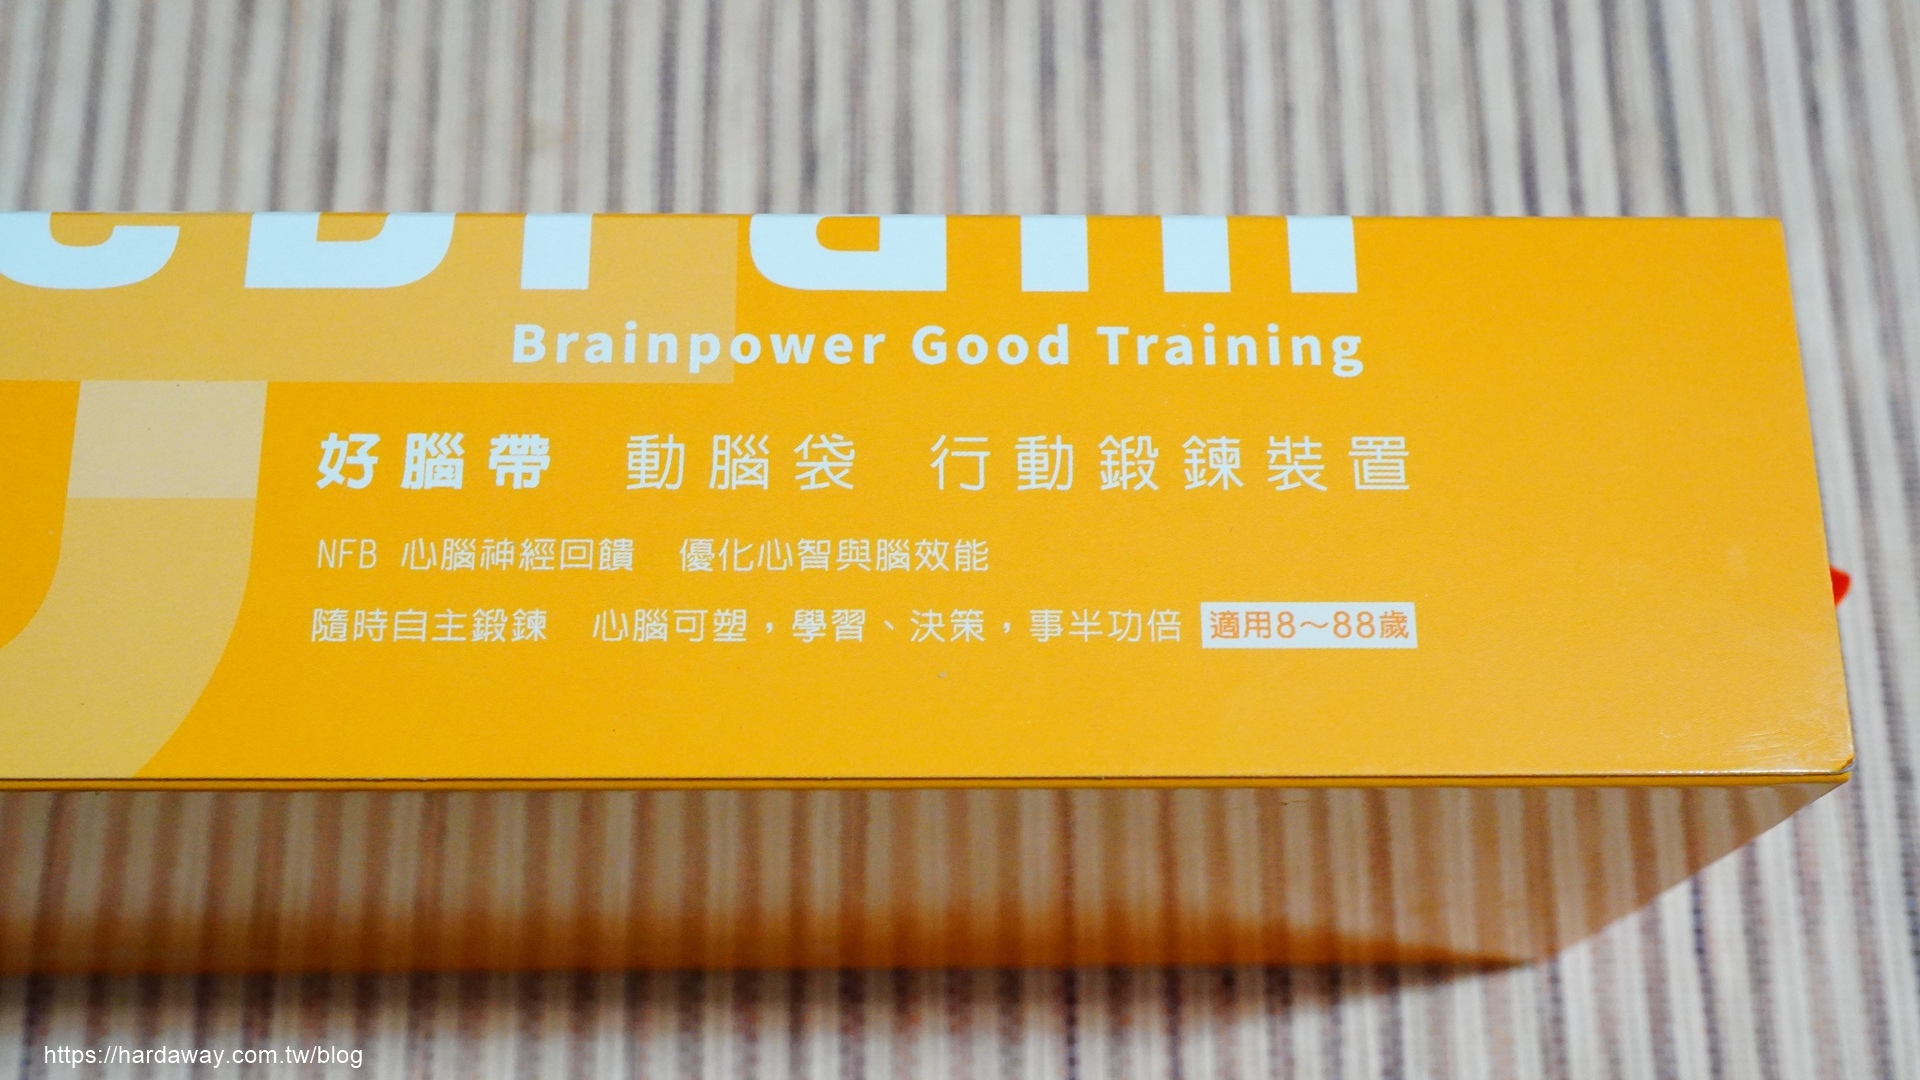 Brainpower Good Training
好腦帶 動腦袋 行動鍛鍊裝置
NFB 心腦神經回饋 優化心智與腦效能
隨時自主鍛鍊 心腦可塑，學習、決策，事半功倍 適用8～88歲
https://hardaway.com.tw/blog